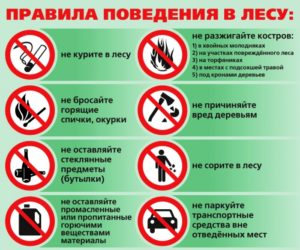 ПРАВИЛА ПОВЕДЕНИЯ В ЛЕСУ:
не курите в лесу
не разжигайте костров:
1) в хвойных молодняках
2) на участках повреждённого леса
3) на торфяниках
4) в местах с подсохшей травой
5) под кронами деревьев
не бросайте
горящие
спички, окурки
не причиняйте
вред деревьям
не оставляйте
стеклянные
предметы
(бутылки)
не сорите в лесу
не оставляйте
промасленные
или пропитанные
горючими
веществами
материалы
не паркуйте
транспортные
средства вне
отведённых мест